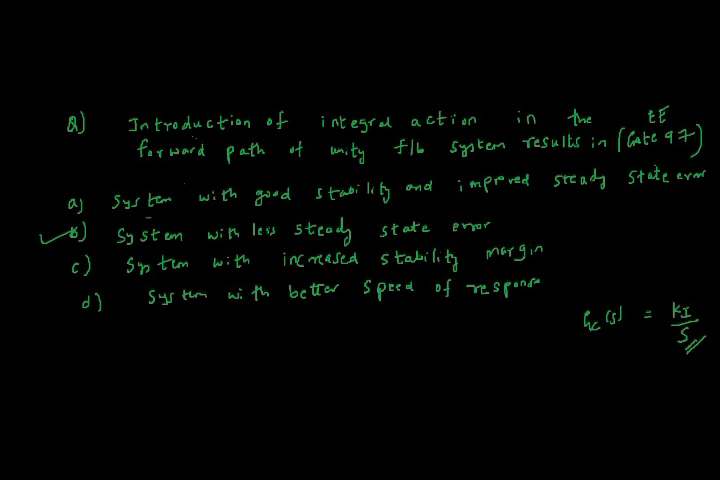 Q) Introduction of integral action in the EE
forward path of unity f/b system results in (Gate 97)
a) System with good stability and improved steady state error
b) System with less steady state error
c) System with increased stability margin
d) System with better speed of response
Gc(s) = KI/S